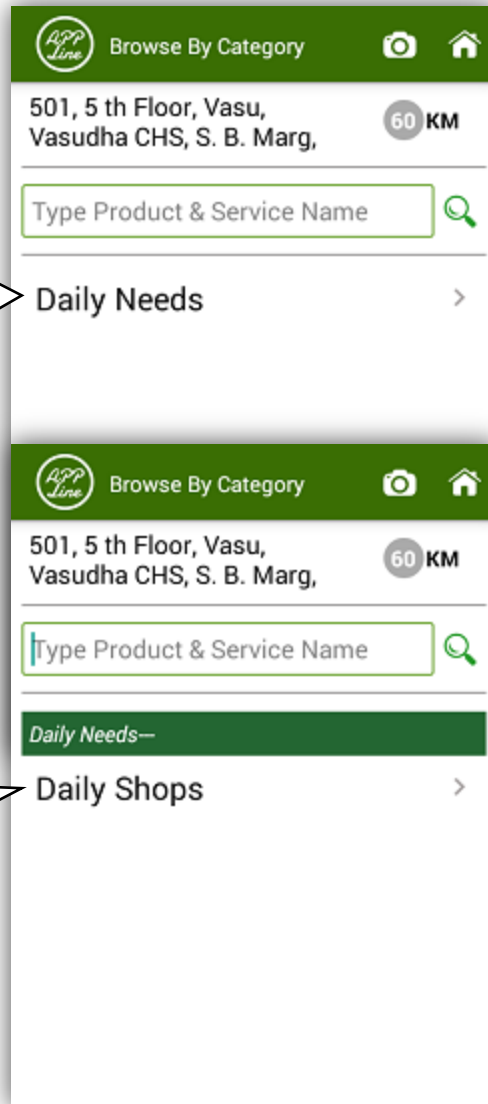 APP
Line
Browse By Category
501, 5 th Floor, Vasu,
Vasudha CHS, S. B. Marg,
60 KM
Type Product & Service Name
Daily Needs
APP
Line
Browse By Category
501, 5 th Floor, Vasu,
Vasudha CHS, S. B. Marg,
60 KM
Type Product & Service Name
Daily Needs---
Daily Shops